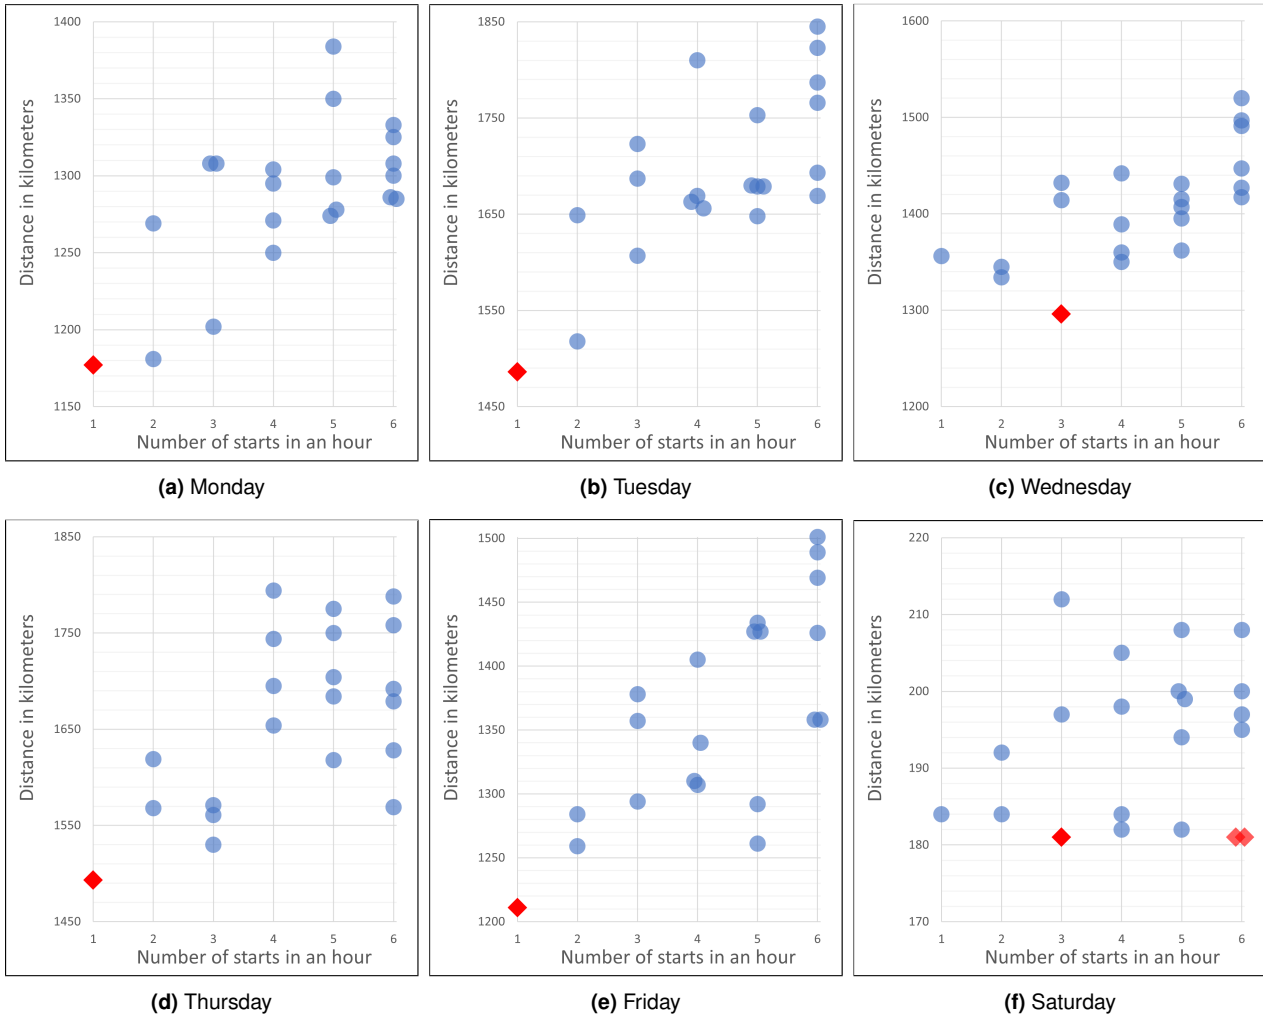 1400
1350
1300
1250
1200
1150
Distance in kilometers
1 2 3 4 5 6
Number of starts in an hour
(a) Monday
1850
1750
1650
1550
1450
Distance in kilometers
1 2 3 4 5 6
Number of starts in an hour
(b) Tuesday
1600
1500
1400
1300
1200
Distance in kilometers
1 2 3 4 5 6
Number of starts in an hour
(c) Wednesday
1850
1750
1650
1550
1450
Distance in kilometers
1 2 3 4 5 6
Number of starts in an hour
(d) Thursday
1500
1450
1400
1350
1300
1250
1200
Distance in kilometers
1 2 3 4 5 6
Number of starts in an hour
(e) Friday
220
210
200
190
180
170
Distance in kilometers
1 2 3 4 5 6
Number of starts in an hour
(f) Saturday